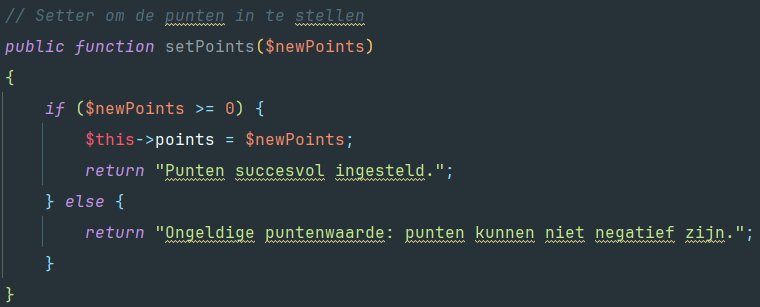 // Setter om de punten in te stellen
public function setPoints($newPoints)
{
    if ($newPoints >= 0) {
        $this->points = $newPoints;
        return "Punten succesvol ingesteld.";
    } else {
        return "Ongeldige puntenwaarde: punten kunnen niet negatief zijn.";
    }
}